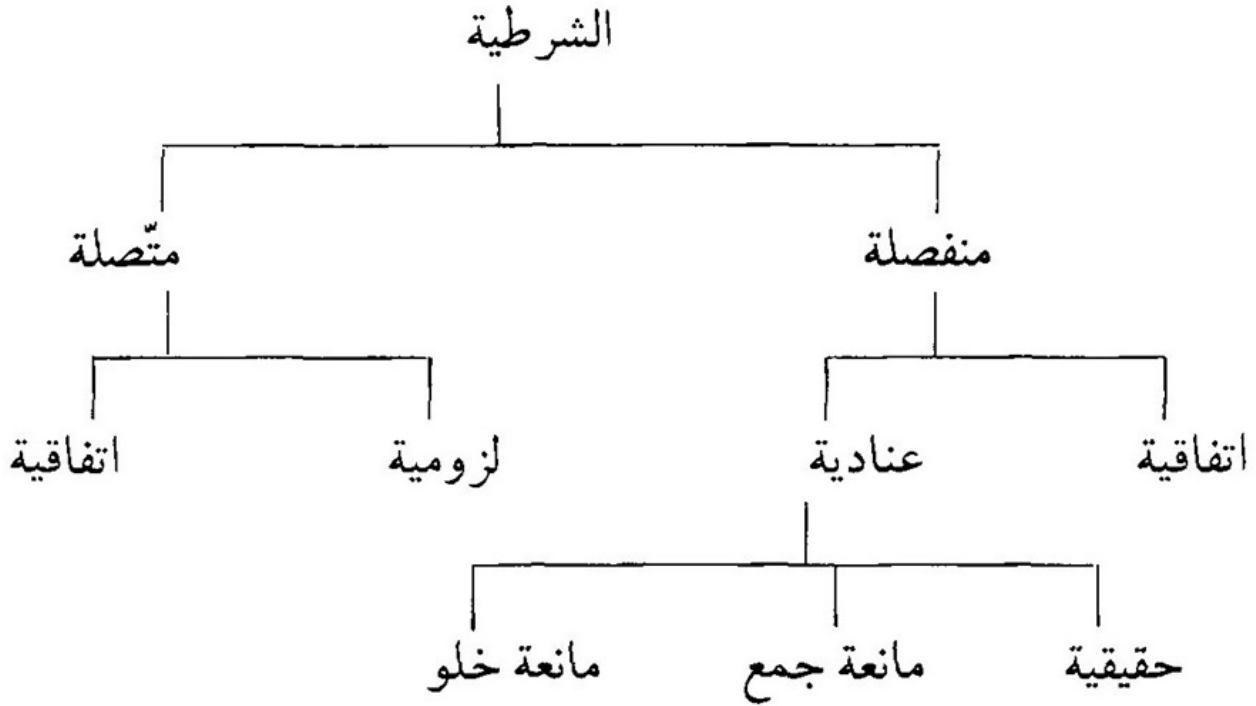 الشرطية
منفصلة متّصلة
اتفاقية عنادية لزومية اتفاقية
حقيقية مانعة جمع مانعة خلو